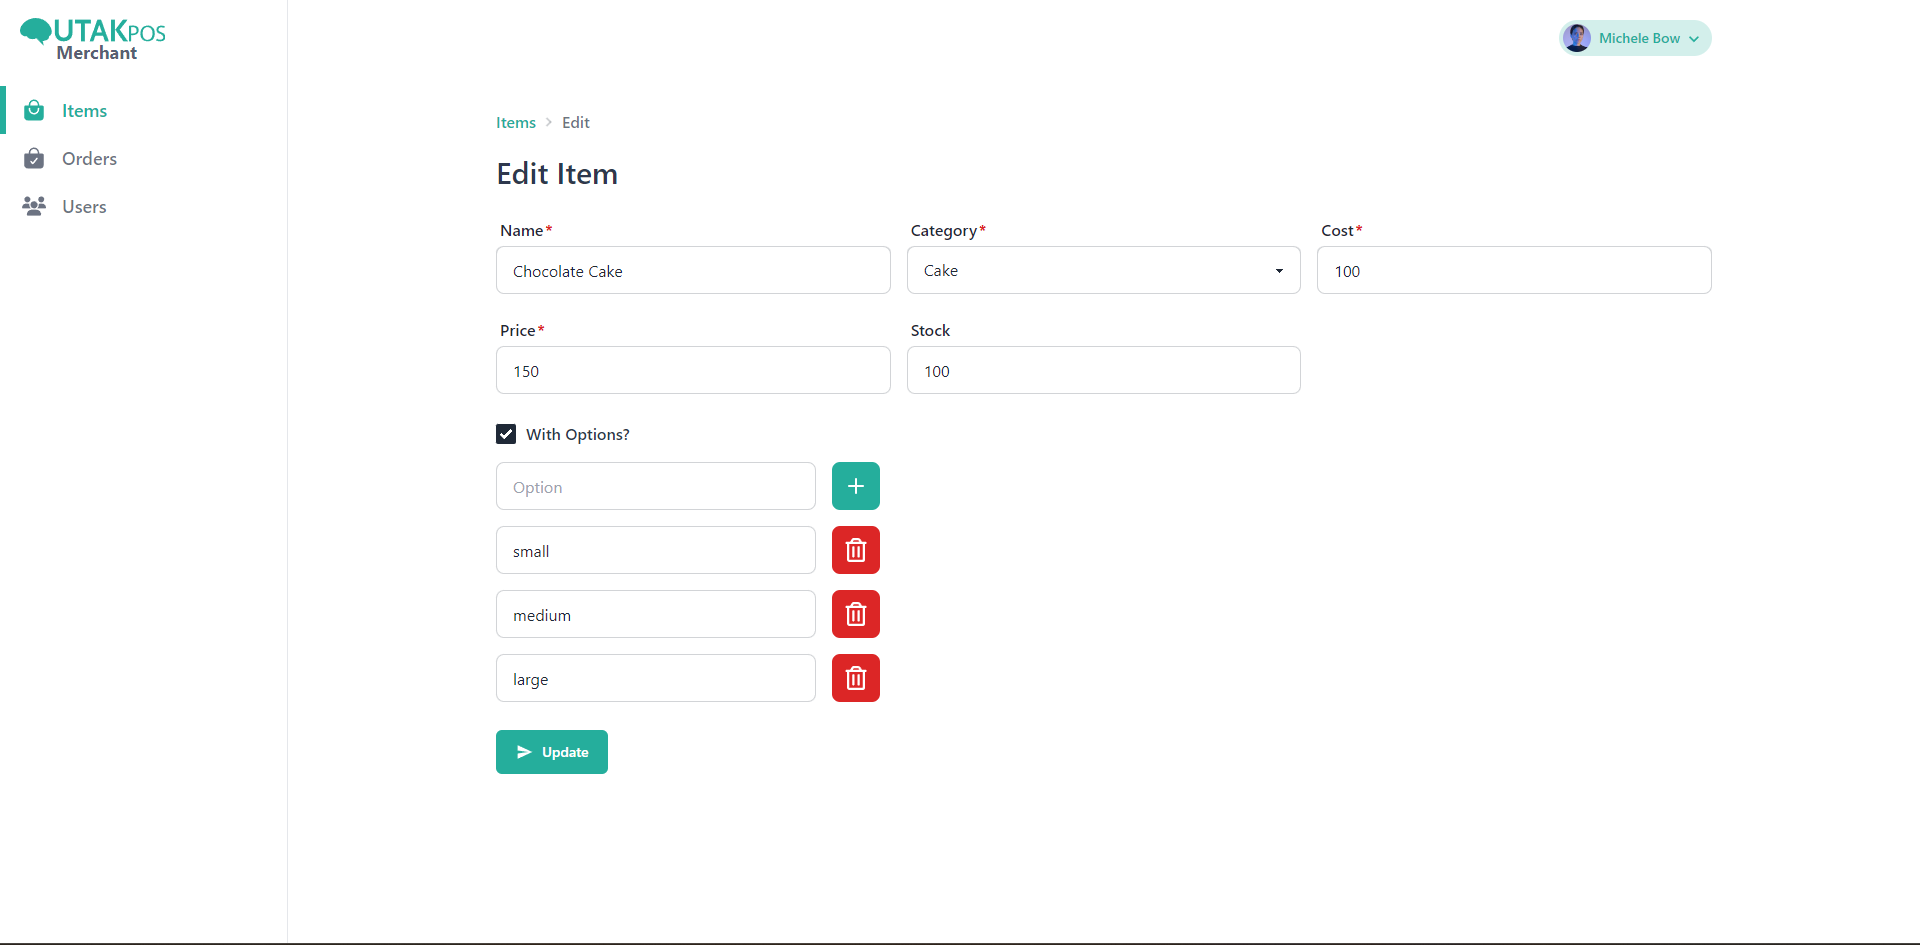 UTAKPOS
Merchant
Michele Bow
Items
Orders
Users
Items > Edit
Edit Item
Name*
Category*
Cost*
Chocolate Cake
Cake
100
Price*
Stock
150
100
With Options?
Option
small
medium
large
Update